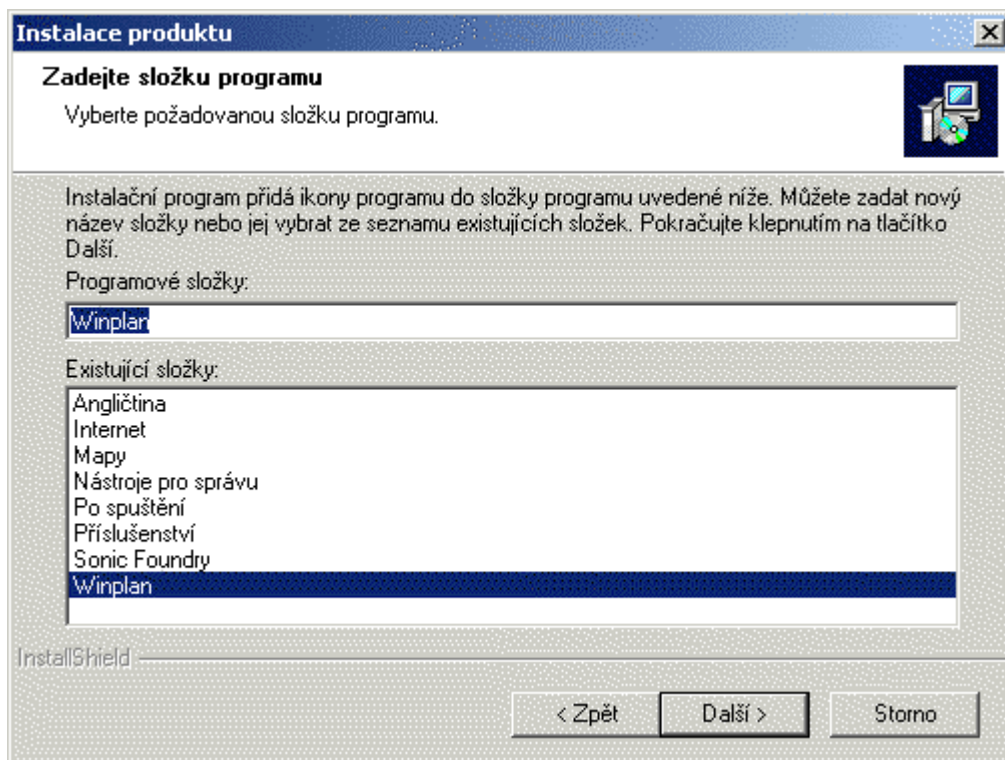 Instalace produktu
Zadejte složku programu
Vyberte požadovanou složku programu.
Instalační program přidá ikony programu do složky programu uvedené níže. Můžete zadat nový
název složky nebo jej vybrat ze seznamu existujících složek. Pokračujte klepnutím na tlačítko
Další.
Programové složky:
Winplan
Existující složky:
Angličtina
Internet
Mapy
Nástroje pro správu
Po spuštění
Příslušenství
Sonic Foundry
Winplan
InstallShield
< Zpět
Další >
Storno